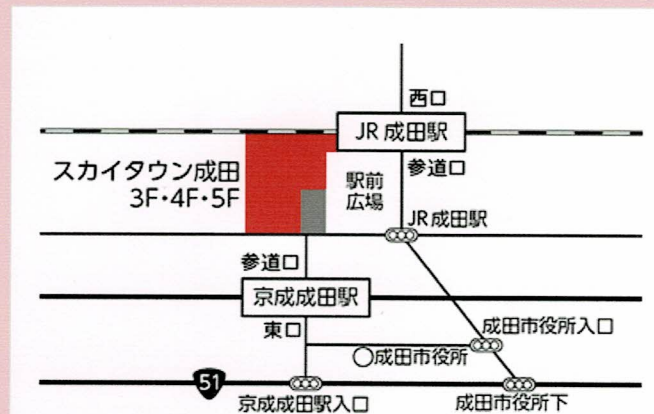 西口
JR 成田駅
参道口
スカイタウン成田
3F・4F・5F
駅前
広場
JR成田駅
参道口
京成成田駅
東口
成田市役所入口
成田市役所
51
京成成田駅入口
成田市役所下